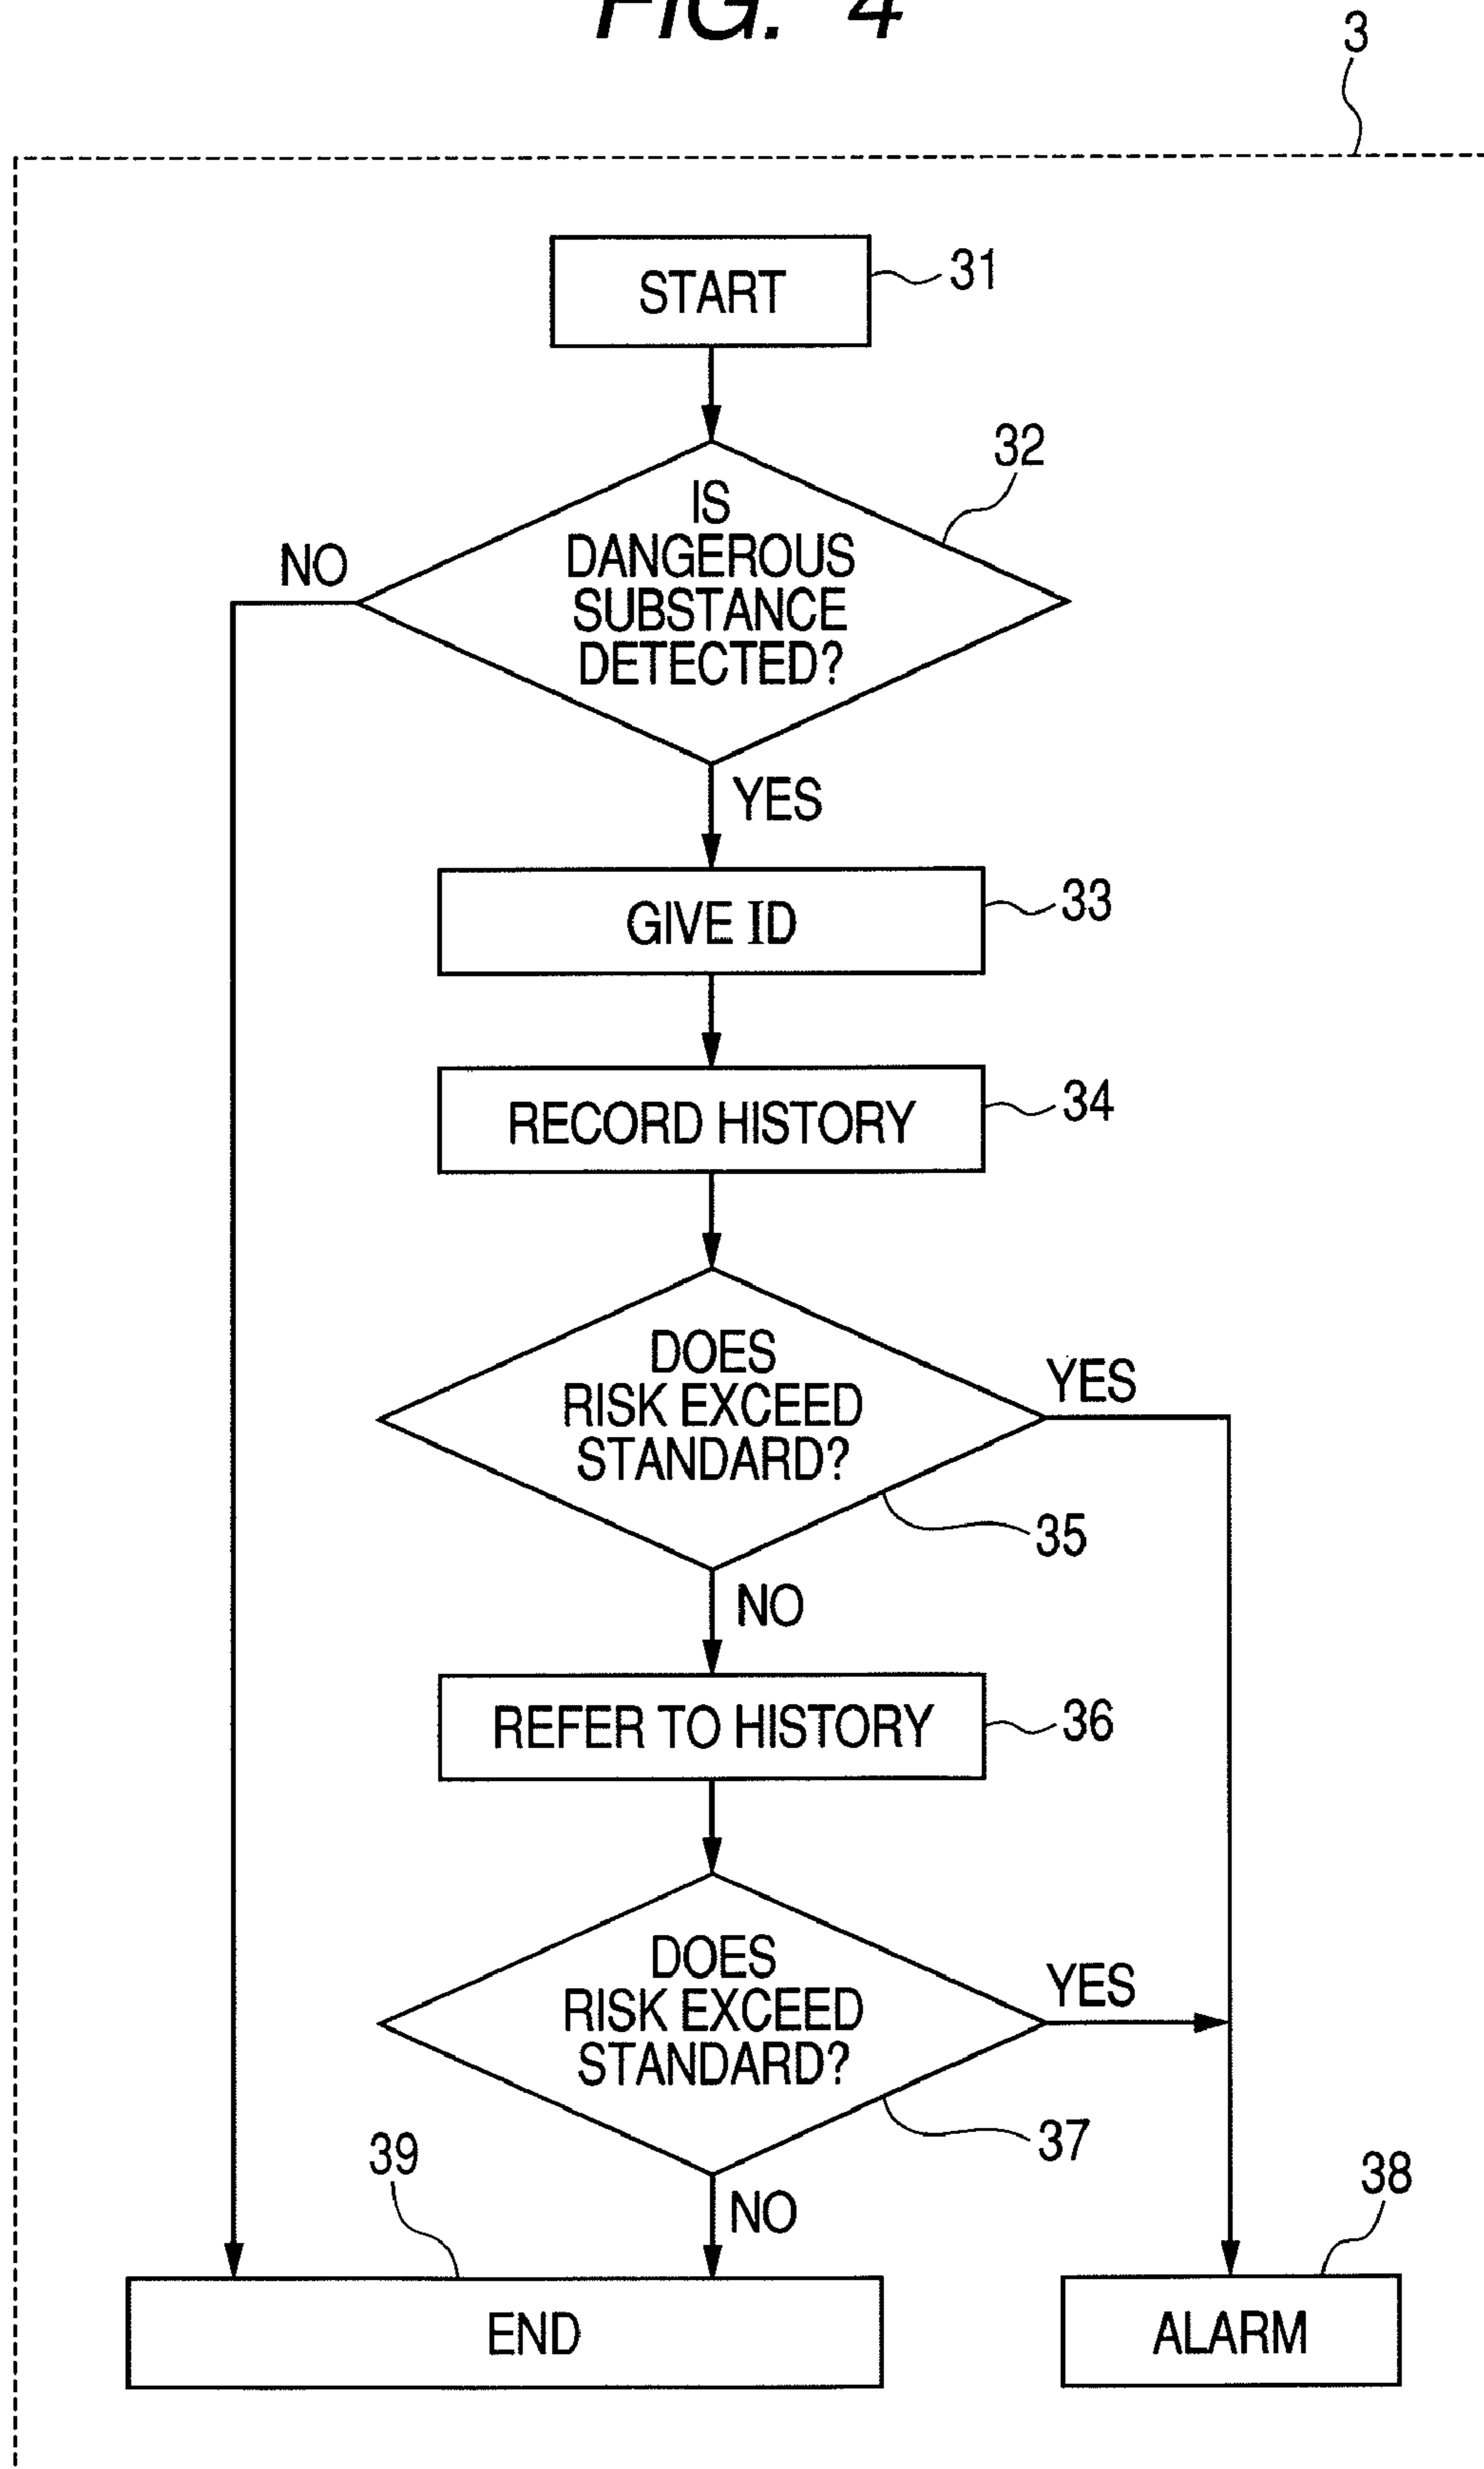 FIG. 4
3
START
31
32
IS
DANGEROUS
SUBSTANCE
DETECTED?
NO
YES
GIVE ID
33
RECORD HISTORY
34
DOES
RISK EXCEED
STANDARD?
YES
35
NO
REFER TO HISTORY
36
DOES
RISK EXCEED
STANDARD?
YES
37
39
NO
38
END
ALARM